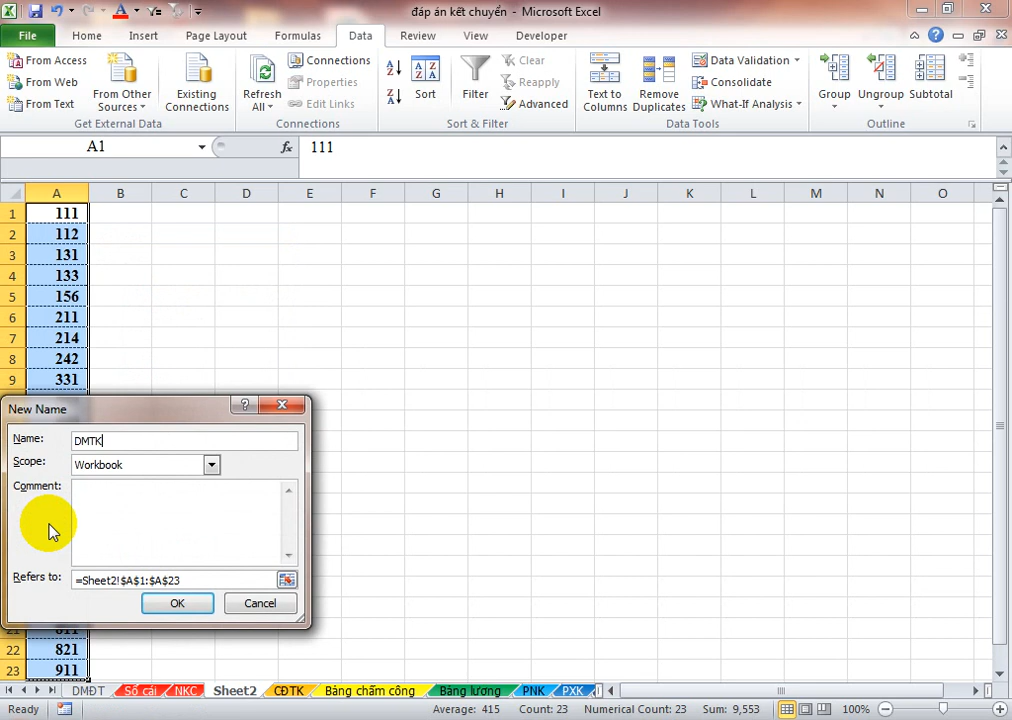 đáp án kết chuyển - Microsoft Excel
File Home Insert Page Layout Formulas Data Review View Developer
From Access
From Web
From Text
From Other Sources
Existing Connections
Get External Data
Refresh All
Connections
Properties
Edit Links
Connections
Sort
Filter
Clear
Reapply
Advanced
Sort & Filter
Text to Columns
Remove Duplicates
Data Validation
Consolidate
What-If Analysis
Data Tools
Group
Ungroup
Subtotal
Outline
A1 fx 111
A B C D E F G H I J K L M N O
1 111
2 112
3 131
4 133
5 156
6 211
7 214
8 242
9 331
New Name
Name: DMTK
Scope: Workbook
Comment:
Refers to: =Sheet2!$A$1:$A$23
OK Cancel
22 821
23 911
DMĐT Sổ cái NKC Sheet2 CĐTK Bảng chấm công Bảng lương PNK PXK
Ready Average: 415 Count: 23 Numerical Count: 23 Sum: 9,553 100%